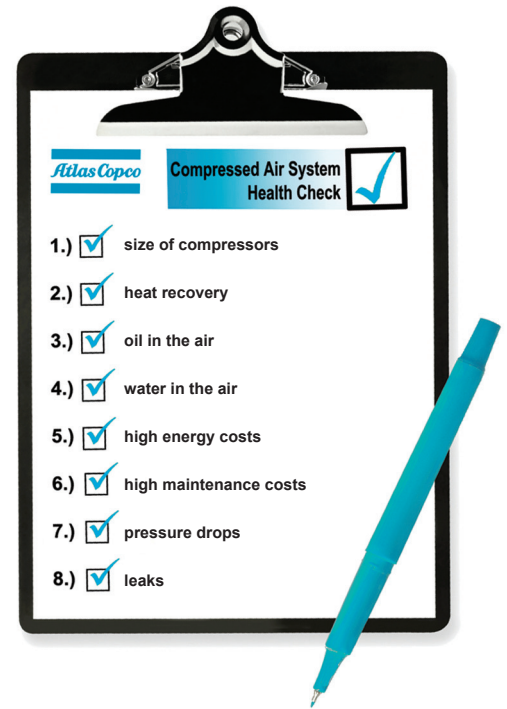 Atlas Copco
Compressed Air System
Health Check
1.) size of compressors
2.) heat recovery
3.) oil in the air
4.) water in the air
5.) high energy costs
6.) high maintenance costs
7.) pressure drops
8.) leaks